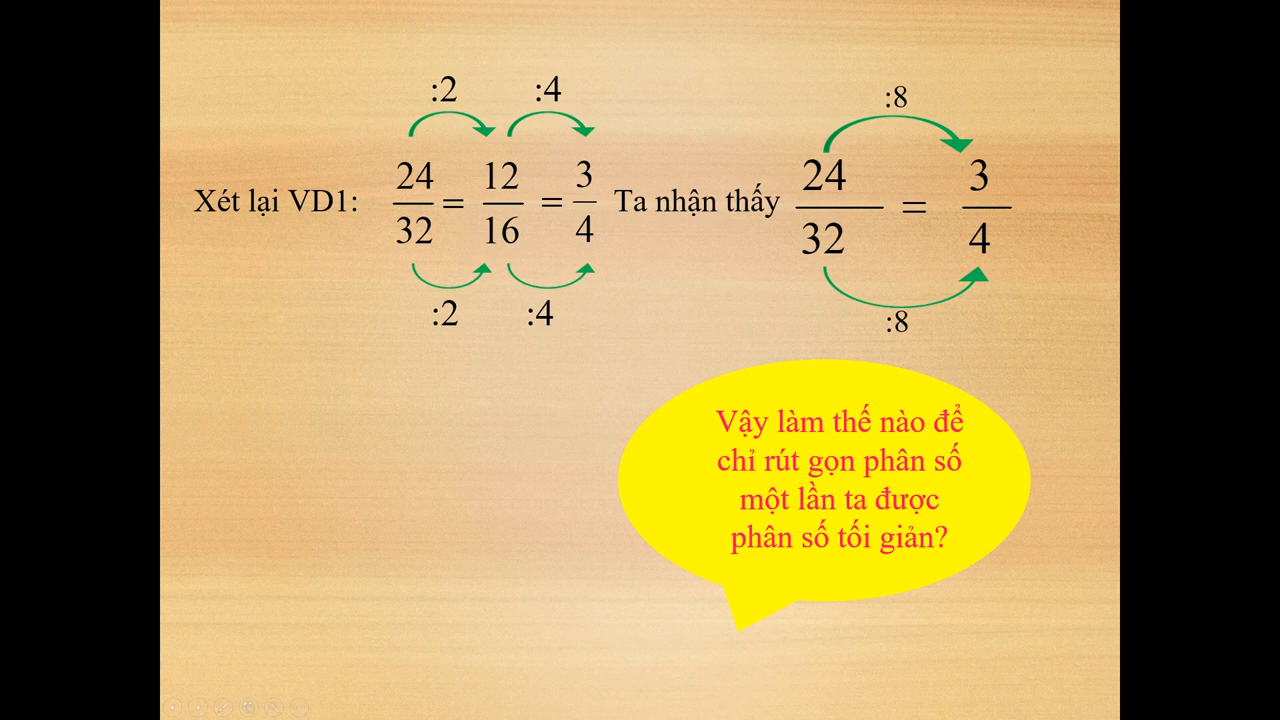 :2 :4 :8
Xét lại VD1: 24/32 = 12/16 = 3/4 Ta nhận thấy 24/32 = 3/4
:2 :4 :8
Vậy làm thế nào để
chỉ rút gọn phân số
một lần ta được
phân số tối giản?